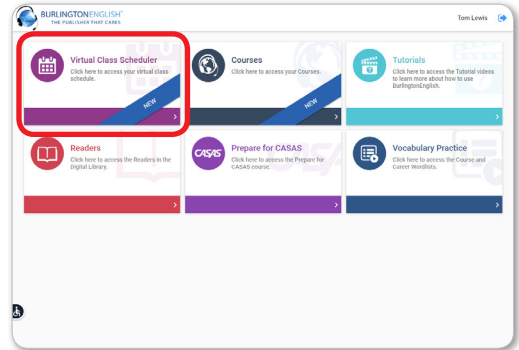 BURLINGTONENGLISH®
THE PUBLISHER THAT CARES
Tom Lewis
Virtual Class Scheduler
Click here to access your virtual class
schedule.
NEW
Courses
Click here to access your Courses.
NEW
Tutorials
Click here to access the Tutorial videos
to learn more about how to use
BurlingtonEnglish.
Readers
Click here to access the Readers in the
Digital Library.
CASAS
Prepare for CASAS
Click here to access the Prepare for
CASAS course.
Vocabulary Practice
Click here to access the Course and
Career Wordlists.